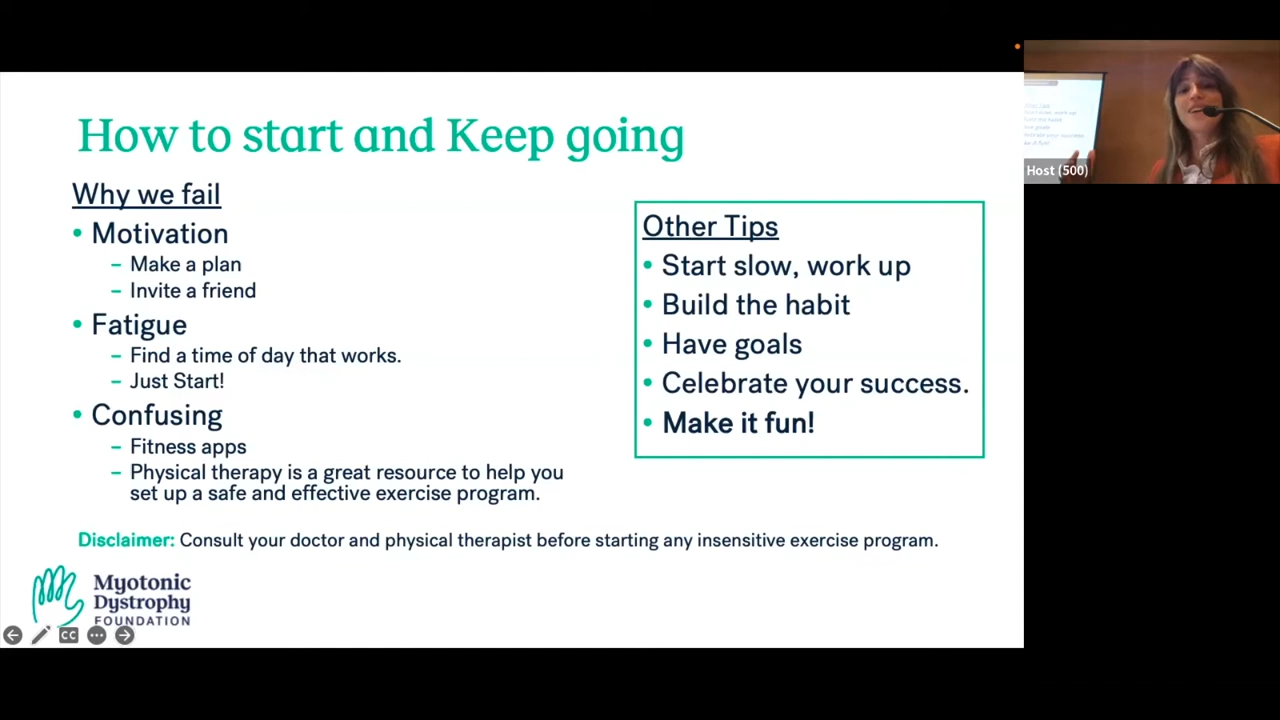 How to start and Keep going
Why we fail
• Motivation
– Make a plan
– Invite a friend
• Fatigue
– Find a time of day that works.
– Just Start!
• Confusing
– Fitness apps
– Physical therapy is a great resource to help you
set up a safe and effective exercise program.
Other Tips
• Start slow, work up
• Build the habit
• Have goals
• Celebrate your success.
• Make it fun!
Disclaimer: Consult your doctor and physical therapist before starting any insensitive exercise program.
Myotonic
Dystrophy
FOUNDATION
CC
Host (500)